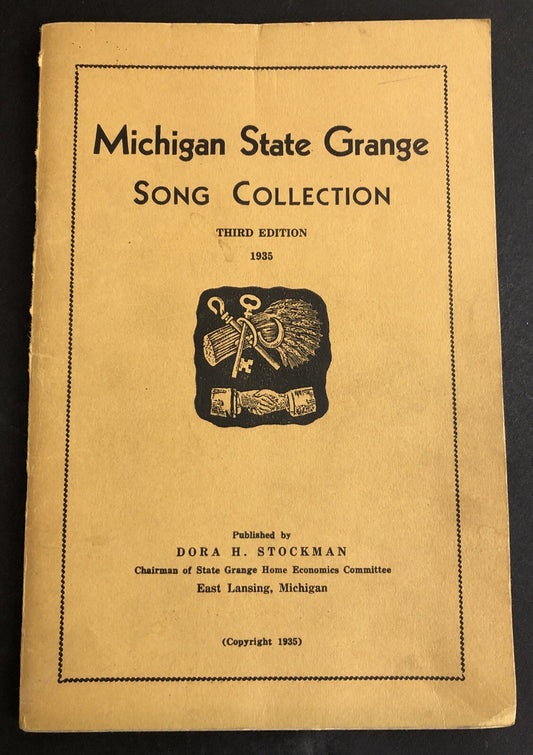 Michigan State Grange
SONG COLLECTION
THIRD EDITION
1935
Published by
DORA H. STOCKMAN
Chairman of State Grange Home Economics Committee
East Lansing, Michigan
(Copyright 1935)